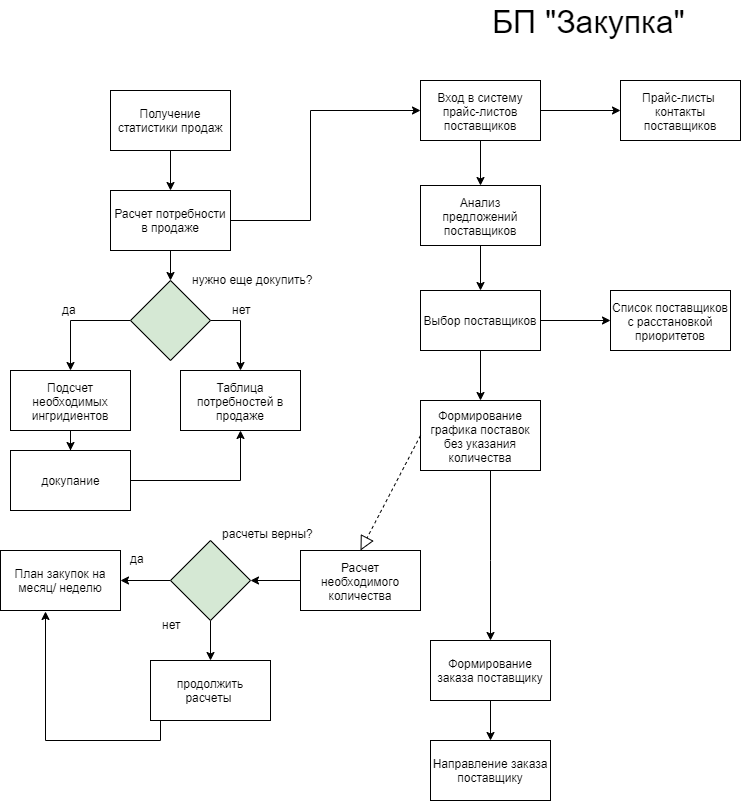 БП "Закупка"
Получение
статистики продаж
Вход в систему
прайс-листов
поставщиков
Прайс-листы
контакты
поставщиков
Расчет потребности
в продаже
Анализ
предложений
поставщиков
нужно еще докупить?
да
нет
Выбор поставщиков
Список поставщиков
с расстановкой
приоритетов
Подсчет
необходимых
ингридиентов
Таблица
потребностей в
продаже
Формирование
графика поставок
без указания
количества
докупание
расчеты верны?
да
План закупок на
месяц/ неделю
Расчет
необходимого
количества
нет
продолжить
расчеты
Формирование
заказа поставщику
Направление заказа
поставщику